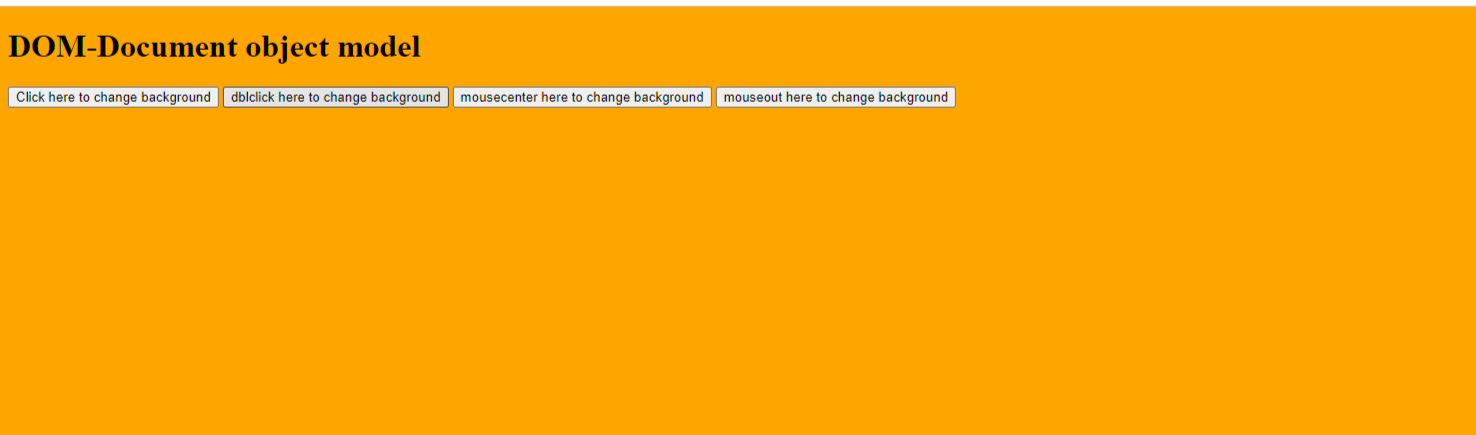 DOM-Document object model
Click here to change background dblclick here to change background mousecenter here to change background mouseout here to change background